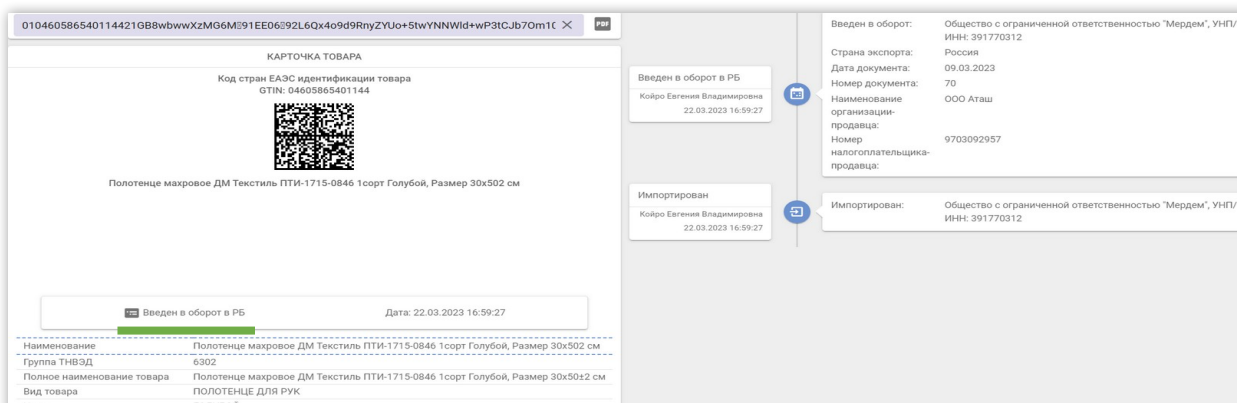 010460586540114421GB8wbwwXzMG6M91EE0692L6Qx4o9d9RnyZYUo+5twYNNWld+wP3tCJb7Om1
PDF
КАРТОЧКА ТОВАРА
Код стран ЕАЭС идентификации товара
GTIN: 04605865401144
Полотенце махровое ДМ Текстиль ПТИ-1715-0846 1сорт Голубой, Размер 30х502 см
Введен в оборот в РБ Дата: 22.03.2023 16:59:27
Наименование Полотенце махровое ДМ Текстиль ПТИ-1715-0846 1сорт Голубой, Размер 30х502 см
Группа ТНВЭД 6302
Полное наименование товара Полотенце махровое ДМ Текстиль ПТИ-1715-0846 1сорт Голубой, Размер 30х50±2 см
Вид товара ПОЛОТЕНЦЕ ДЛЯ РУК
Введен в оборот в РБ
Койро Евгения Владимировна
22.03.2023 16:59:27
Введен в оборот: Общество с ограниченной ответственностью "Мердем", УНП/
ИНН: 391770312
Страна экспорта: Россия
Дата документа: 09.03.2023
Номер документа: 70
Наименование ООО Аташ
организации-
продавца:
Номер 9703092957
налогоплательщика-
продавца:
Импортирован
Койро Евгения Владимировна
22.03.2023 16:59:27
Импортирован: Общество с ограниченной ответственностью "Мердем", УНП/
ИНН: 391770312